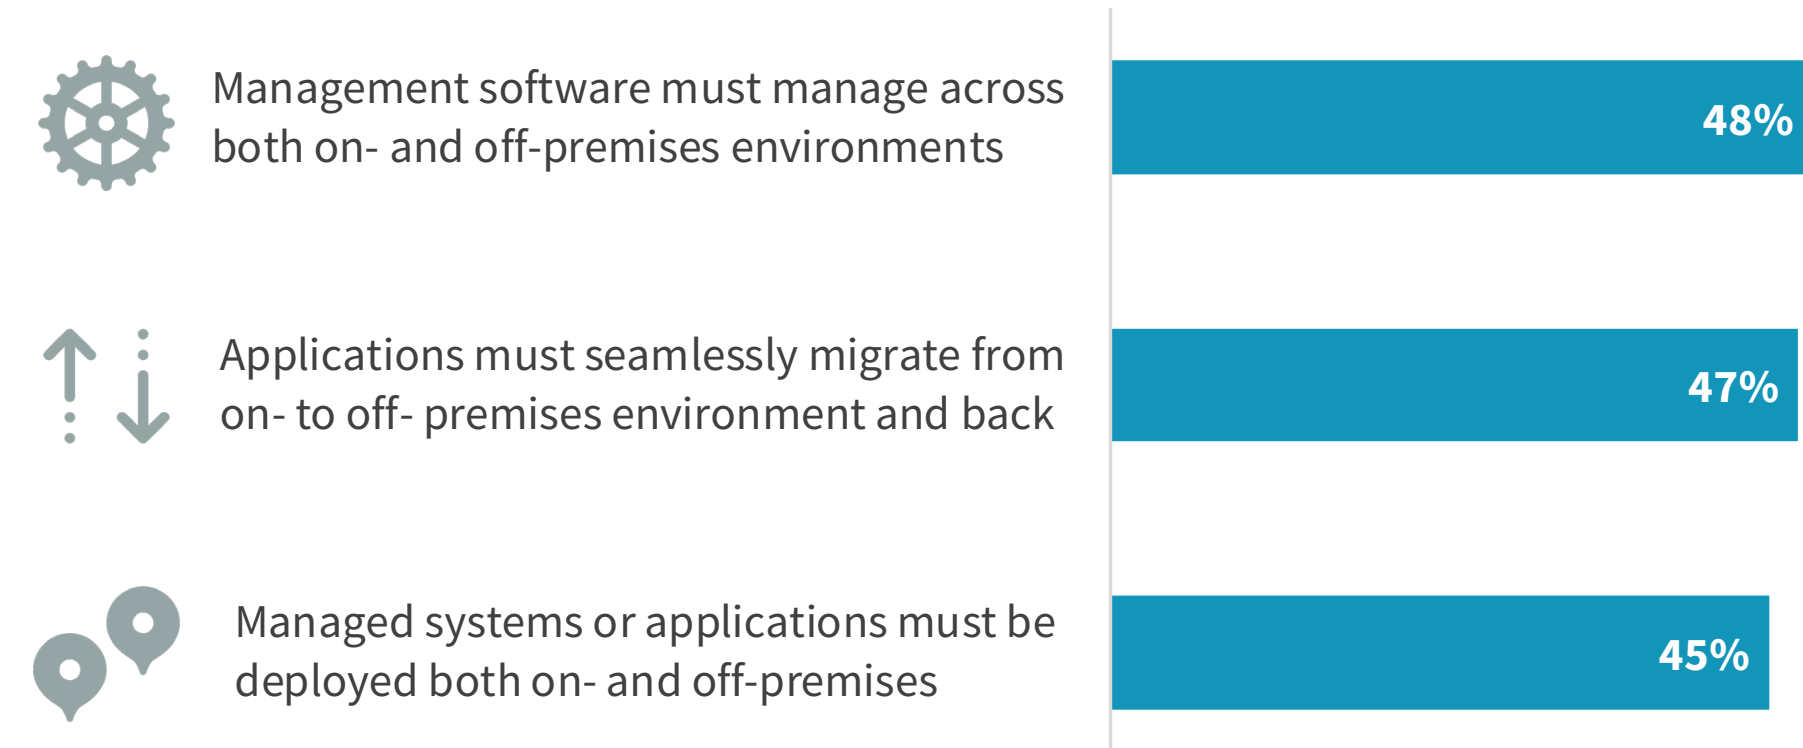 Management software must manage across
both on- and off-premises environments
48%
Applications must seamlessly migrate from
on- to off- premises environment and back
47%
Managed systems or applications must be
deployed both on- and off-premises
45%